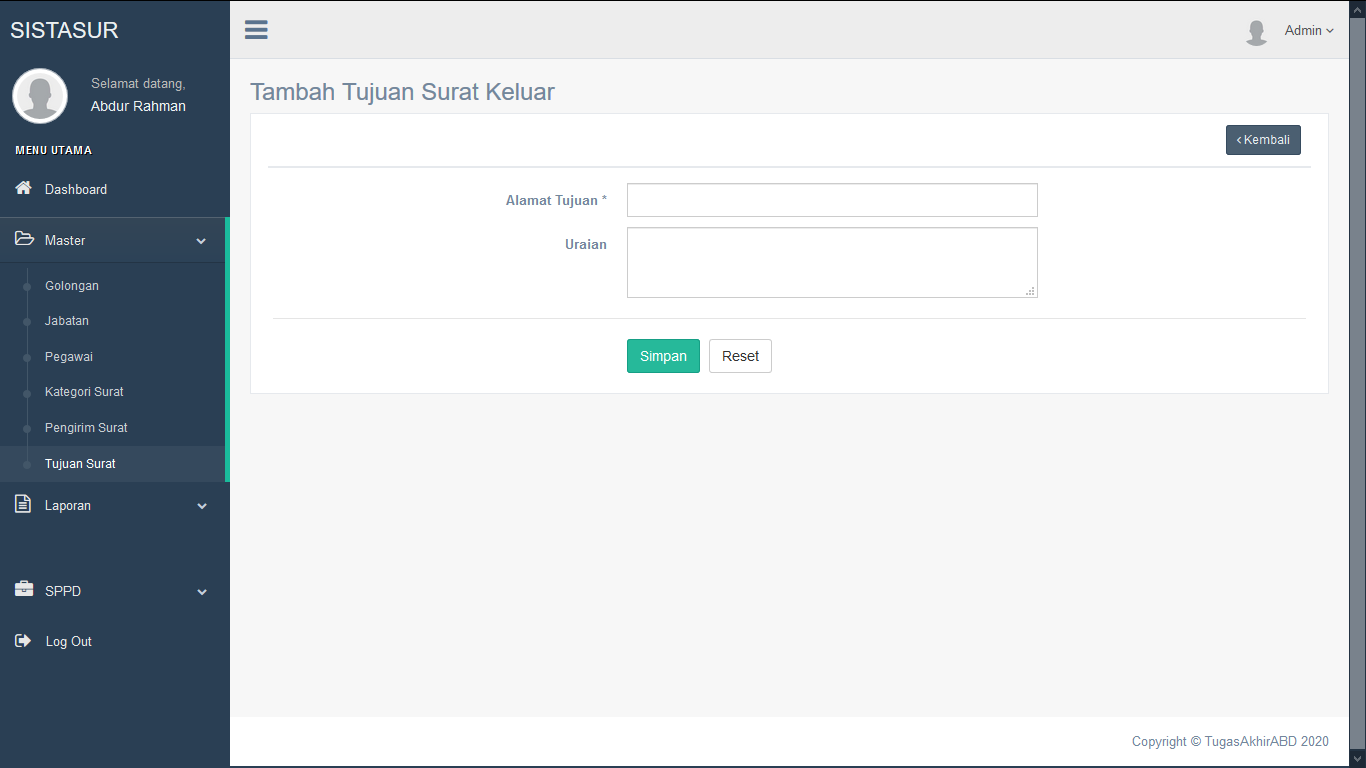 SISTASUR
Admin
Selamat datang,
Abdur Rahman
MENU UTAMA
Dashboard
Master
Golongan
Jabatan
Pegawai
Kategori Surat
Pengirim Surat
Tujuan Surat
Laporan
SPPD
Log Out
Tambah Tujuan Surat Keluar
Kembali
Alamat Tujuan *
Uraian
Simpan Reset
Copyright © TugasAkhirABD 2020